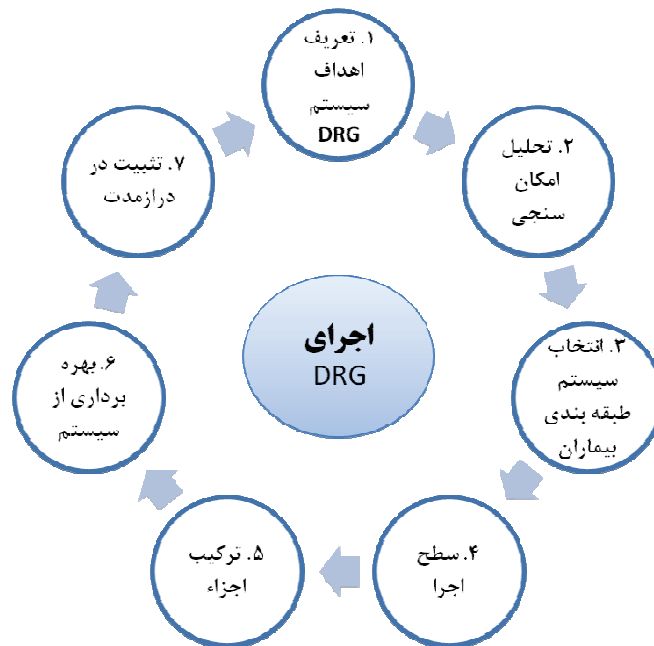 ۱. تعریف
اهداف
سیستم
DRG
۲. تحلیل
امکان
سنجی
۳. انتخاب
سیستم
طبقه بندی
بیماران
۴. سطح
اجرا
۵. ترکیب
اجزاء
۶. بهره
برداری از
سیستم
۷. تثبیت در
درازمدت
اجرای
DRG